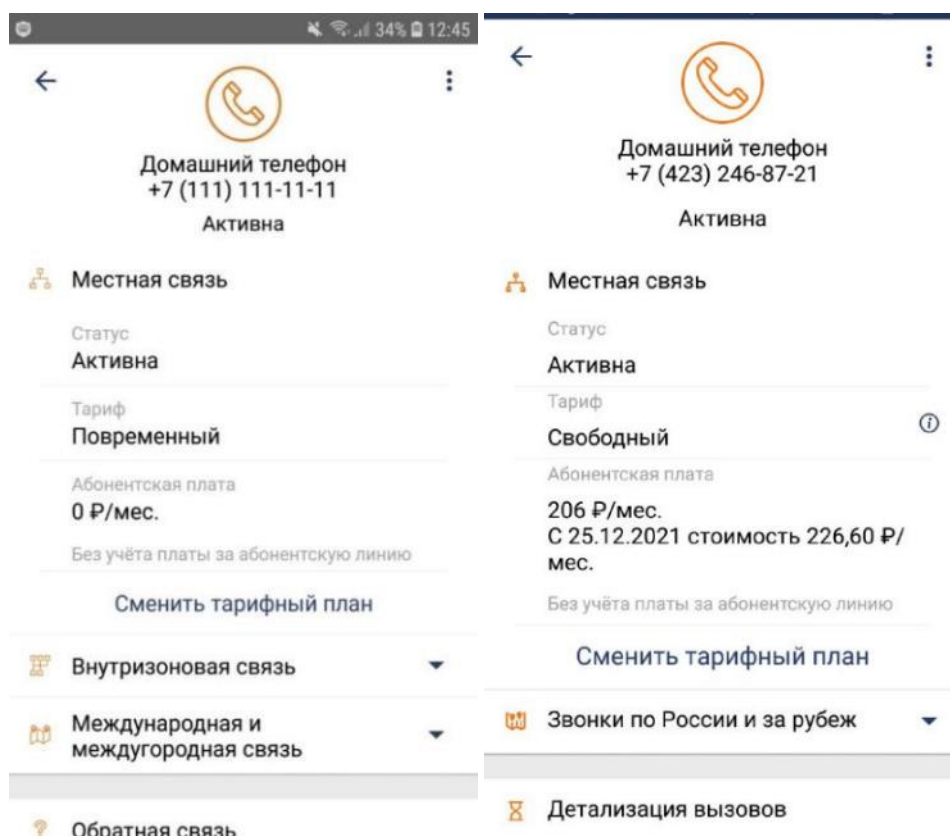 34% 12:45
Домашний телефон
+7 (111) 111-11-11
Активна
Местная связь
Статус
Активна
Тариф
Повременный
Абонентская плата
0 ₽/мес.
Без учёта платы за абонентскую линию
Сменить тарифный план
Внутризоновая связь
Международная и
междугородная связь
Обратная связь
Домашний телефон
+7 (423) 246-87-21
Активна
Местная связь
Статус
Активна
Тариф
Свободный
Абонентская плата
206 ₽/мес.
С 25.12.2021 стоимость 226,60 ₽/
мес.
Без учёта платы за абонентскую линию
Сменить тарифный план
Звонки по России и за рубеж
Детализация вызовов